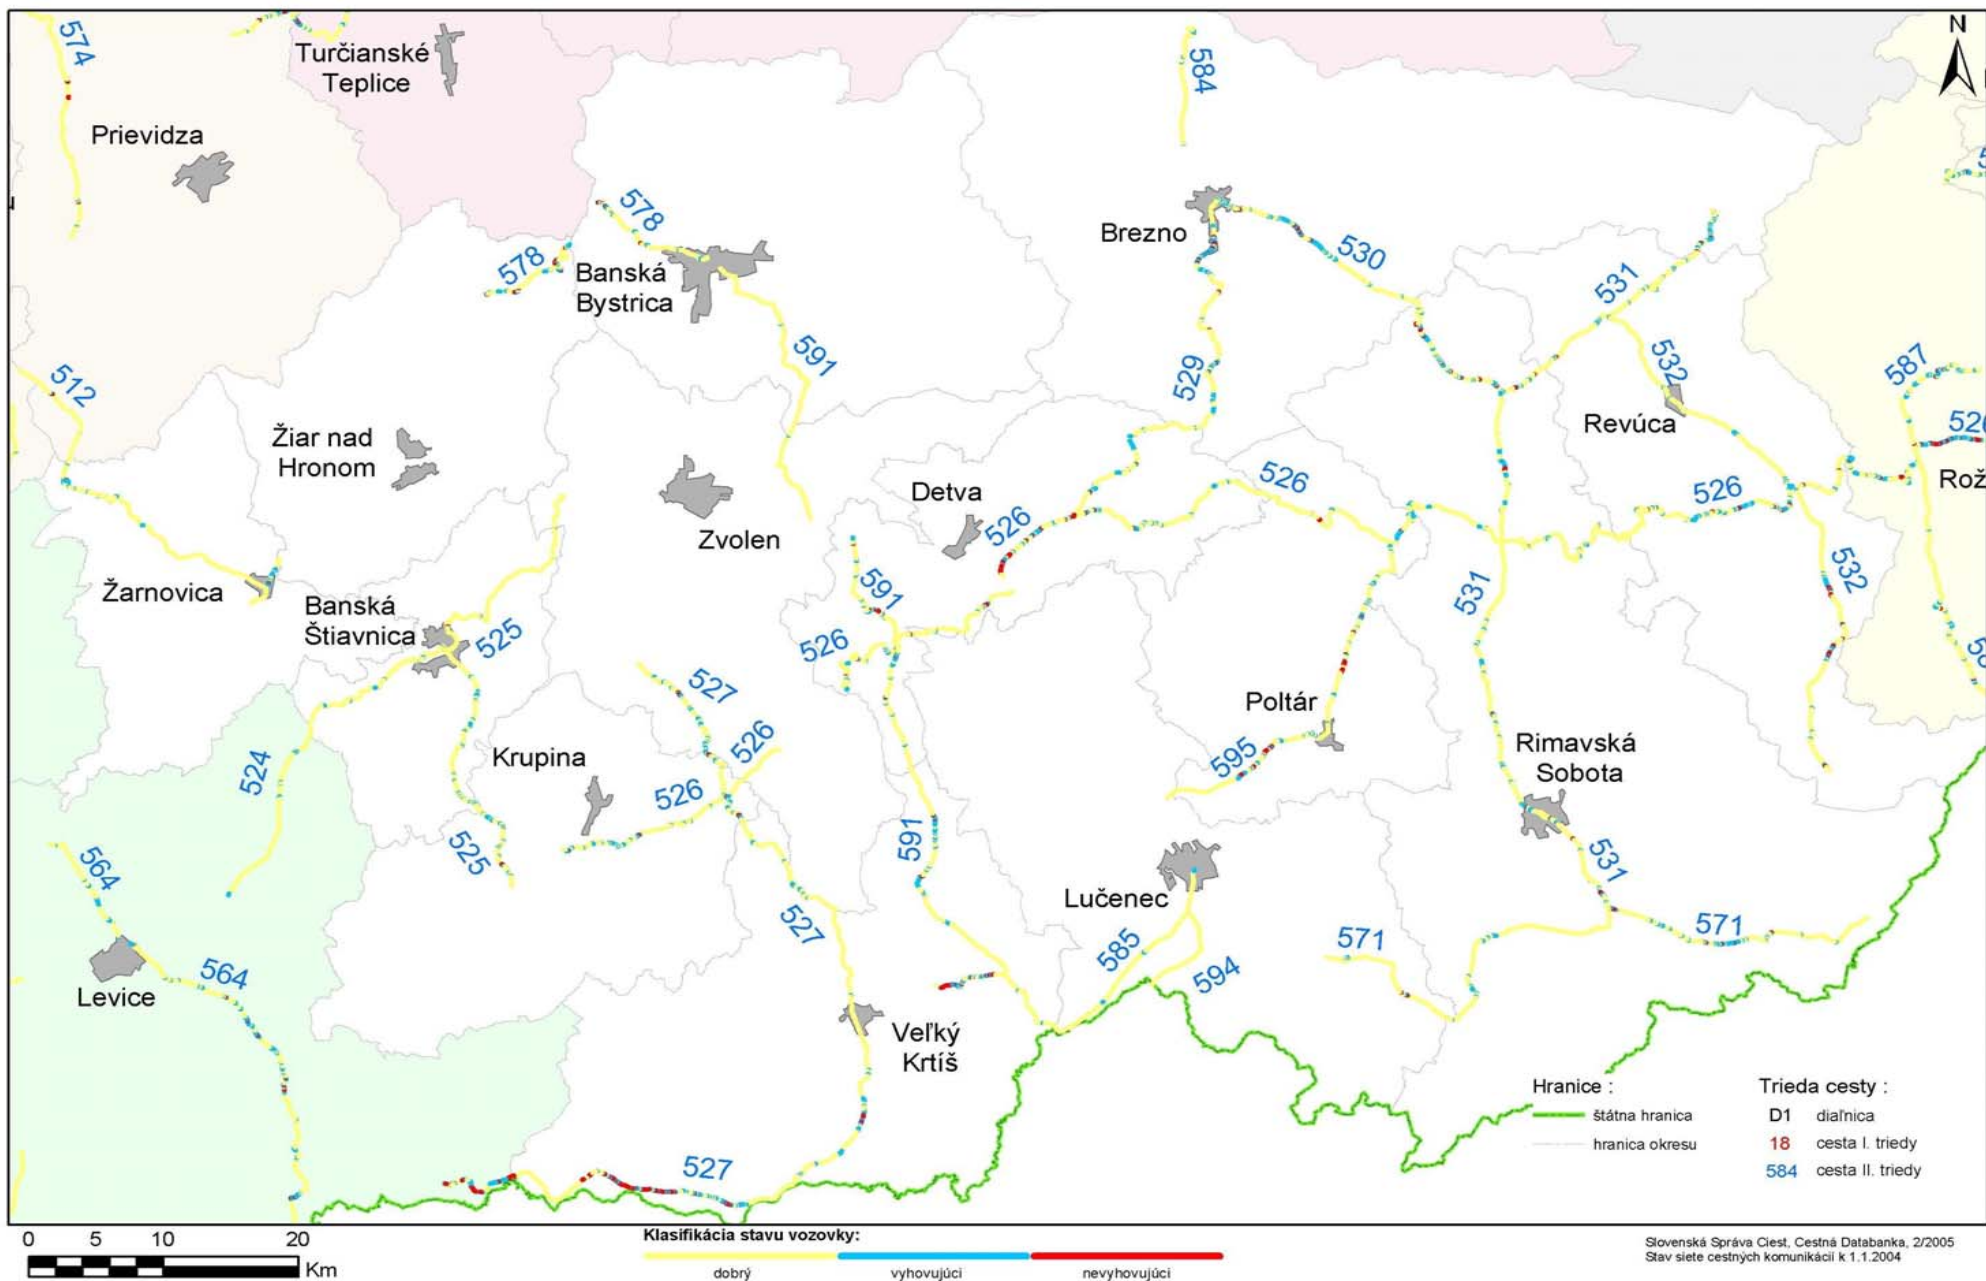 N
574
Turčianské
Teplice
584
Prievidza
578
Brezno
530
578
Banská
Bystrica
531
591
512
529
532
587
Žiar nad
Hronom
Revúca
526
Detva
526
526
526
Rož
Zvolen
Žarnovica
591
531
532
Banská
Štiavnica
525
526
527
Poltár
526
595
Rimavská
Sobota
524
Krupina
526
591
525
531
564
Lučenec
527
585
571
571
594
564
Levice
Veľký
Krtíš
527
Hranice :
štátna hranica
hranica okresu
Trieda cesty :
D1 diaľnica
18 cesta I. triedy
584 cesta II. triedy
0 5 10 20
Km
Klasifikácia stavu vozovky:
dobrý vyhovujúci nevyhovujúci
Slovenská Správa Ciest, Cestná Databanka, 2/2005
Stav siete cestných komunikácií k 1.1.2004